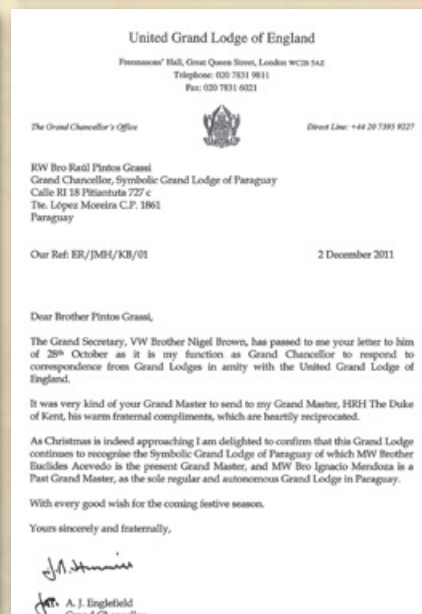 United Grand Lodge of England
Freemasons' Hall, Great Queen Street, London WC2B 5AZ
Telephone: 020 7831 9811
Fax: 020 7831 6021
The Grand Chancellor's Office
Direct Line: +44 20 7395 9227
RW Bro Raúl Pintos Grassi
Grand Chancellor, Symbolic Grand Lodge of Paraguay
Calle RI 18 Pitiantuta 727 c
Tte. López Moreira C.P. 1861
Paraguay
Our Ref: ER/JMH/KB/01
2 December 2011
Dear Brother Pintos Grassi,
The Grand Secretary, VW Brother Nigel Brown, has passed to me your letter to him
of 28th October as it is my function as Grand Chancellor to respond to
correspondence from Grand Lodges in amity with the United Grand Lodge of
England.
It was very kind of your Grand Master to send to my Grand Master, HRH The Duke
of Kent, his warm fraternal compliments, which are heartily reciprocated.
As Christmas is indeed approaching I am delighted to confirm that this Grand Lodge
continues to recognise the Symbolic Grand Lodge of Paraguay of which MW Brother
Euclides Acevedo is the present Grand Master, and MW Bro Ignacio Mendoza is a
Past Grand Master, as the sole regular and autonomous Grand Lodge in Paraguay.
With every good wish for the coming festive season.
Yours sincerely and fraternally,
A. J. Englefield
Grand Chancellor